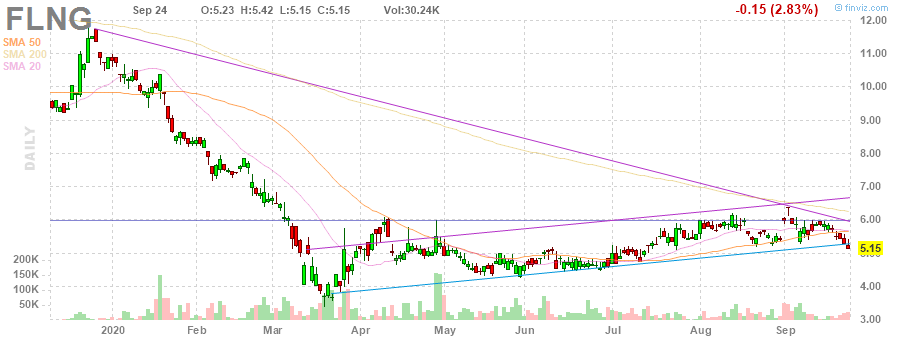 FLNG
Sep 24 O:5.23 H:5.42 L:5.15 C:5.15 Vol:30.24K -0.15 (2.83%) © finviz.com
SMA 50
SMA 200
SMA 20
DAILY
12.00
11.00
10.00
9.00
8.00
7.00
6.00
5.15
4.00
3.00
200K
150K
100K
50K
2020 Feb Mar Apr May Jun Jul Aug Sep